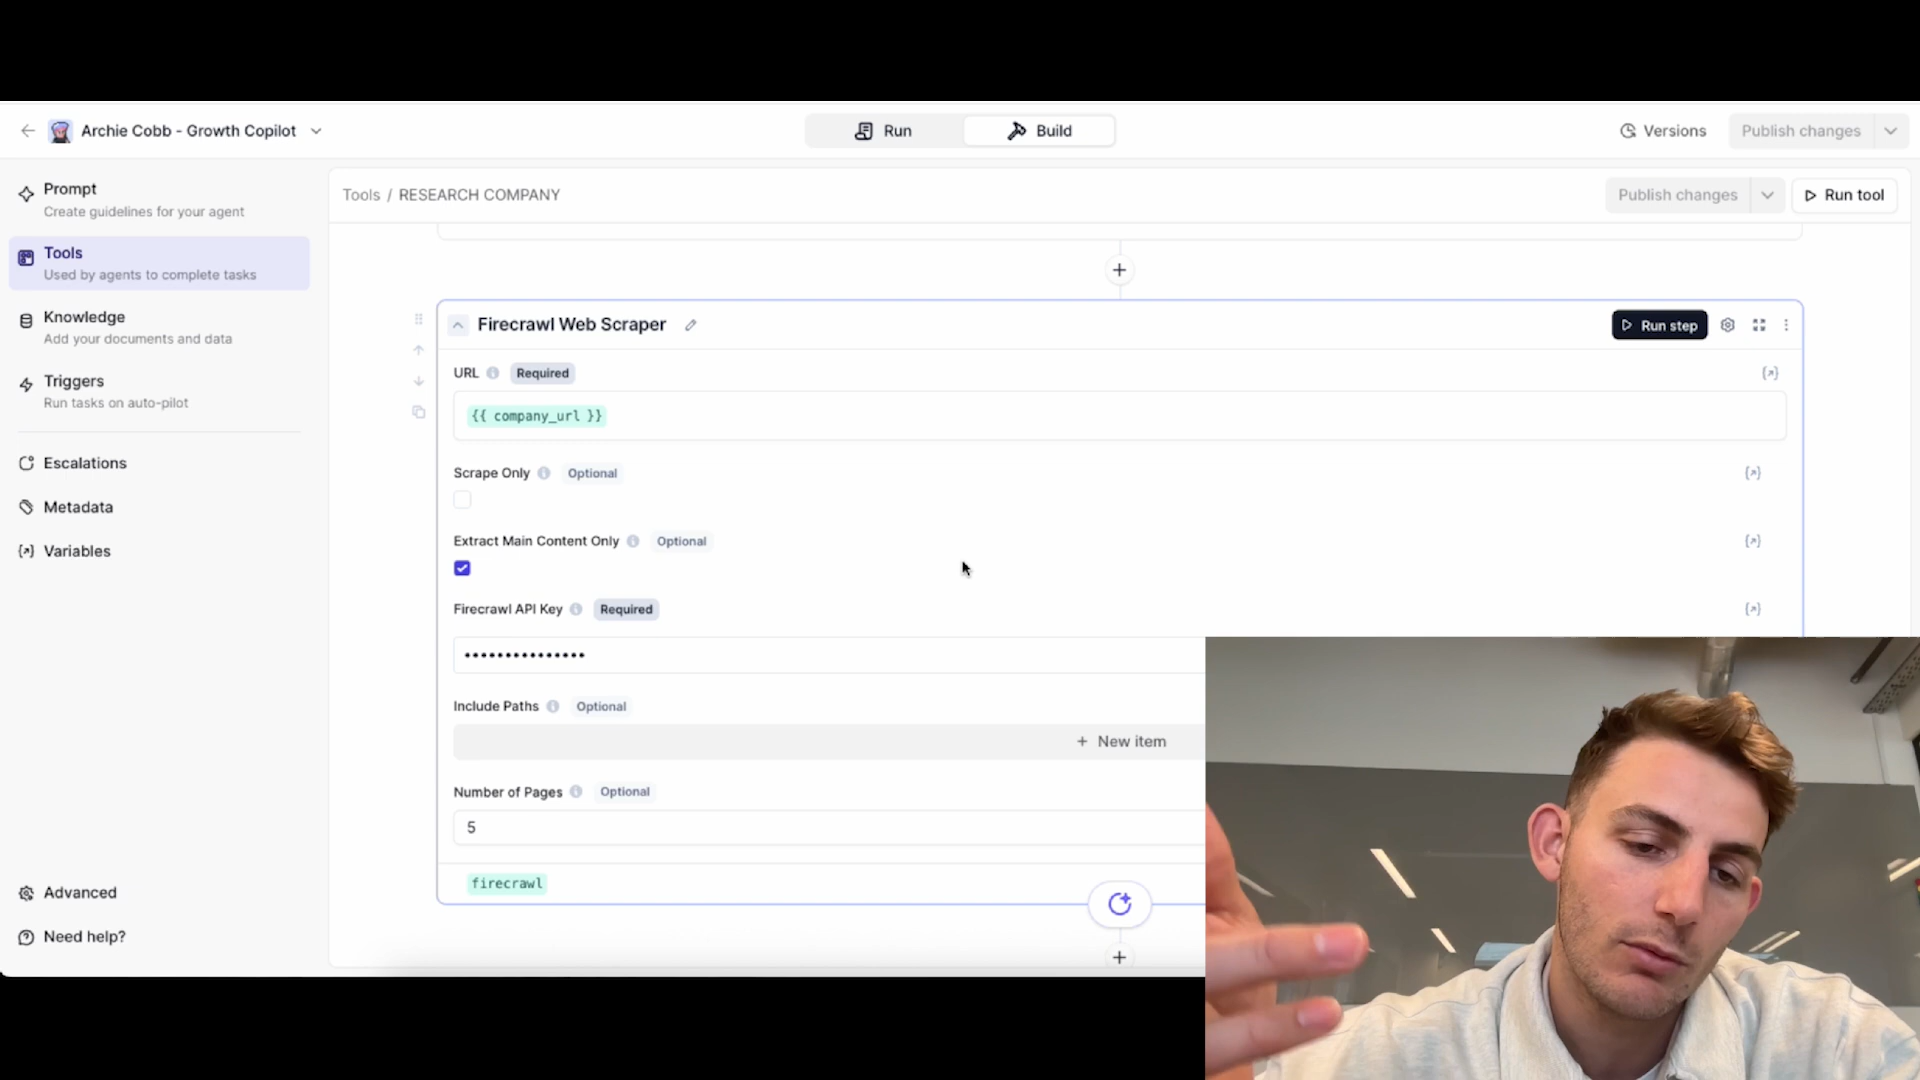 Archie Cobb - Growth Copilot
Run
Build
Versions
Publish changes
Prompt
Create guidelines for your agent
Tools
Used by agents to complete tasks
Knowledge
Add your documents and data
Triggers
Run tasks on auto-pilot
Escalations
Metadata
Variables
Advanced
Need help?
Tools / RESEARCH COMPANY
Publish changes
Run tool
Firecrawl Web Scraper
Run step
URL Required
{{ company_url }}
Scrape Only Optional
Extract Main Content Only Optional
Firecrawl API Key Required
•••••••••••••••
Include Paths Optional
+ New item
Number of Pages Optional
5
firecrawl